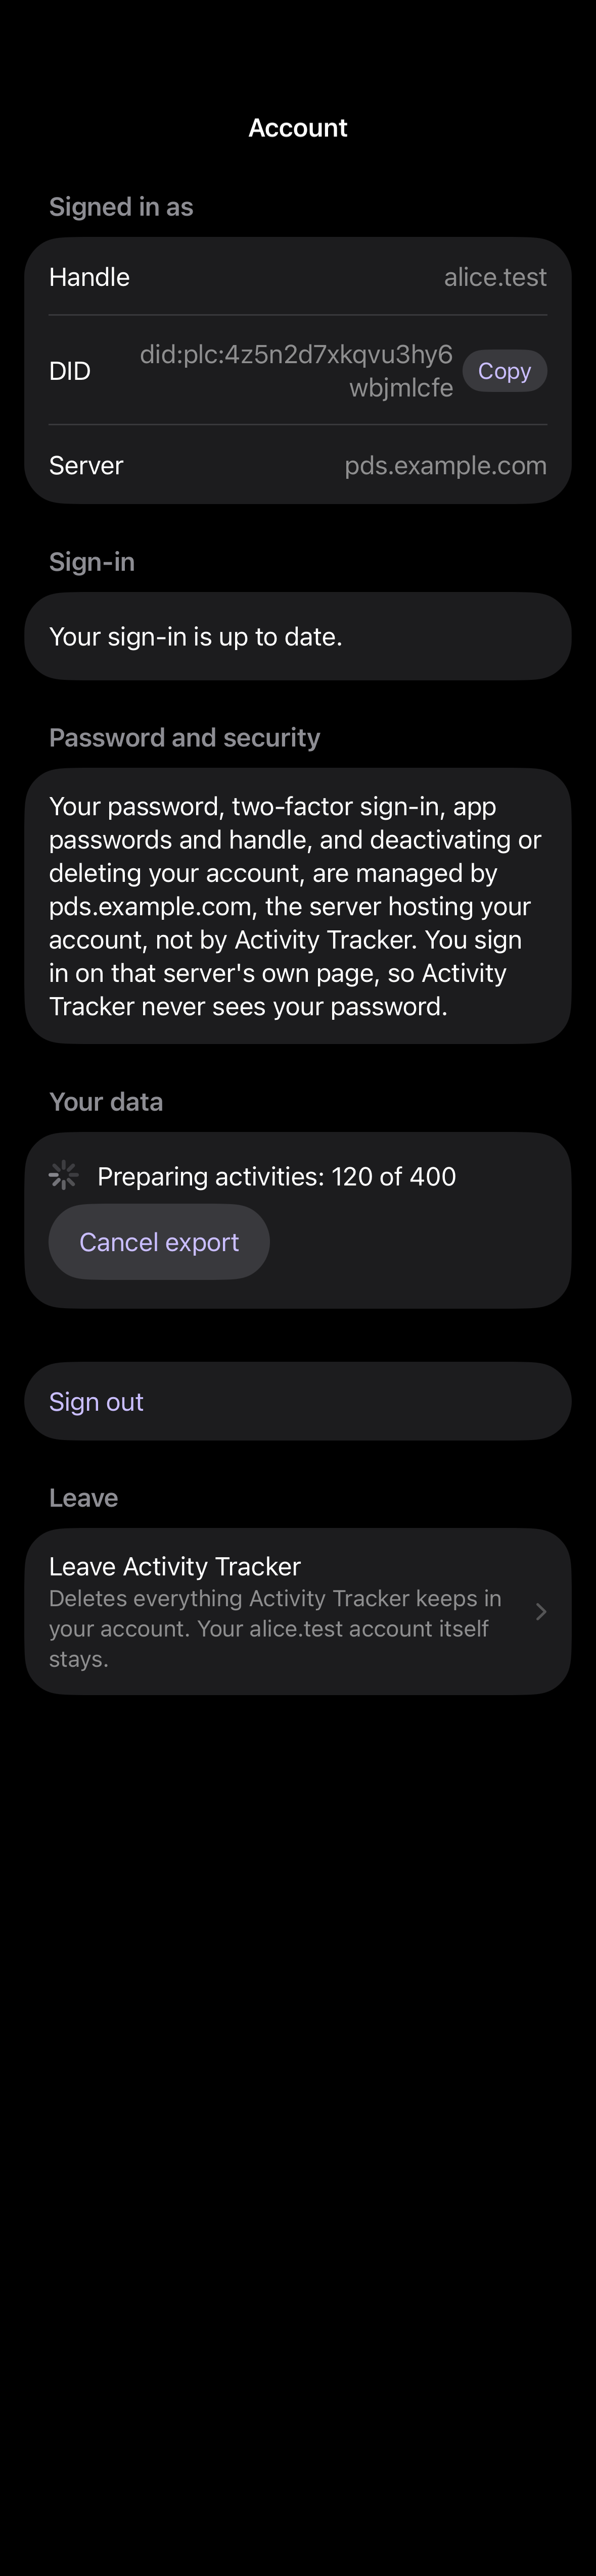 Account
Signed in as
Handle
alice.test
DID
did:plc:4z5n2d7xkqvu3hy6
wbjmlcfe
Copy
Server
pds.example.com
Sign-in
Your sign-in is up to date.
Password and security
Your password, two-factor sign-in, app
passwords and handle, and deactivating or
deleting your account, are managed by
pds.example.com, the server hosting your
account, not by Activity Tracker. You sign
in on that server's own page, so Activity
Tracker never sees your password.
Your data
Preparing activities: 120 of 400
Cancel export
Sign out
Leave
Leave Activity Tracker
Deletes everything Activity Tracker keeps in
your account. Your alice.test account itself
stays.